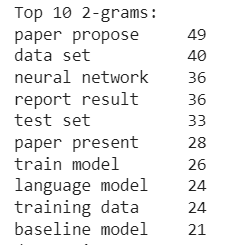 Top 10 2-grams:
paper propose 49
data set 40
neural network 36
report result 36
test set 33
paper present 28
train model 26
language model 24
training data 24
baseline model 21